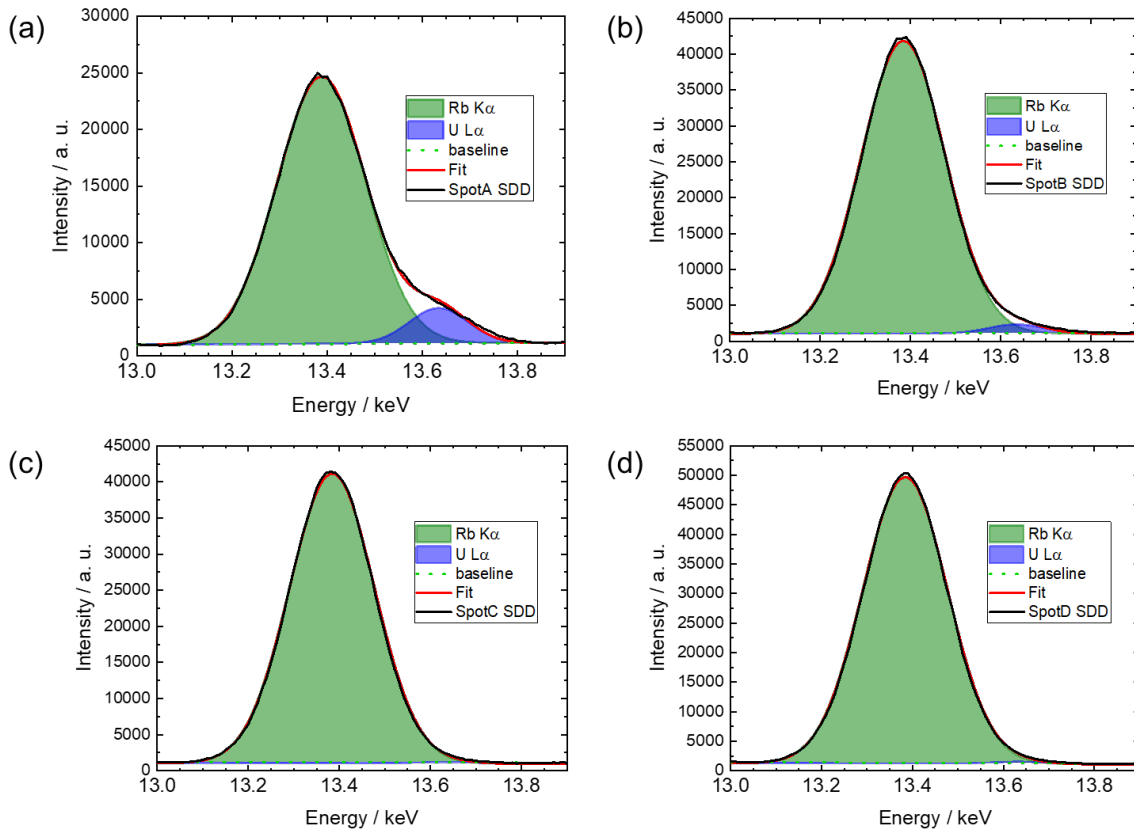 (a)
Intensity / a. u.
30000
25000
20000
15000
10000
5000
0
13.0 13.2 13.4 13.6 13.8
Energy / keV
Rb Kα
U Lα
baseline
Fit
SpotA SDD
(b)
Intensity / a. u.
45000
40000
35000
30000
25000
20000
15000
10000
5000
0
13.0 13.2 13.4 13.6 13.8
Energy / keV
Rb Kα
U Lα
baseline
Fit
SpotB SDD
(c)
Intensity / a. u.
45000
40000
35000
30000
25000
20000
15000
10000
5000
0
13.0 13.2 13.4 13.6 13.8
Energy / keV
Rb Kα
U Lα
baseline
Fit
SpotC SDD
(d)
Intensity / a. u.
55000
50000
45000
40000
35000
30000
25000
20000
15000
10000
5000
0
13.0 13.2 13.4 13.6 13.8
Energy / keV
Rb Kα
U Lα
baseline
Fit
SpotD SDD